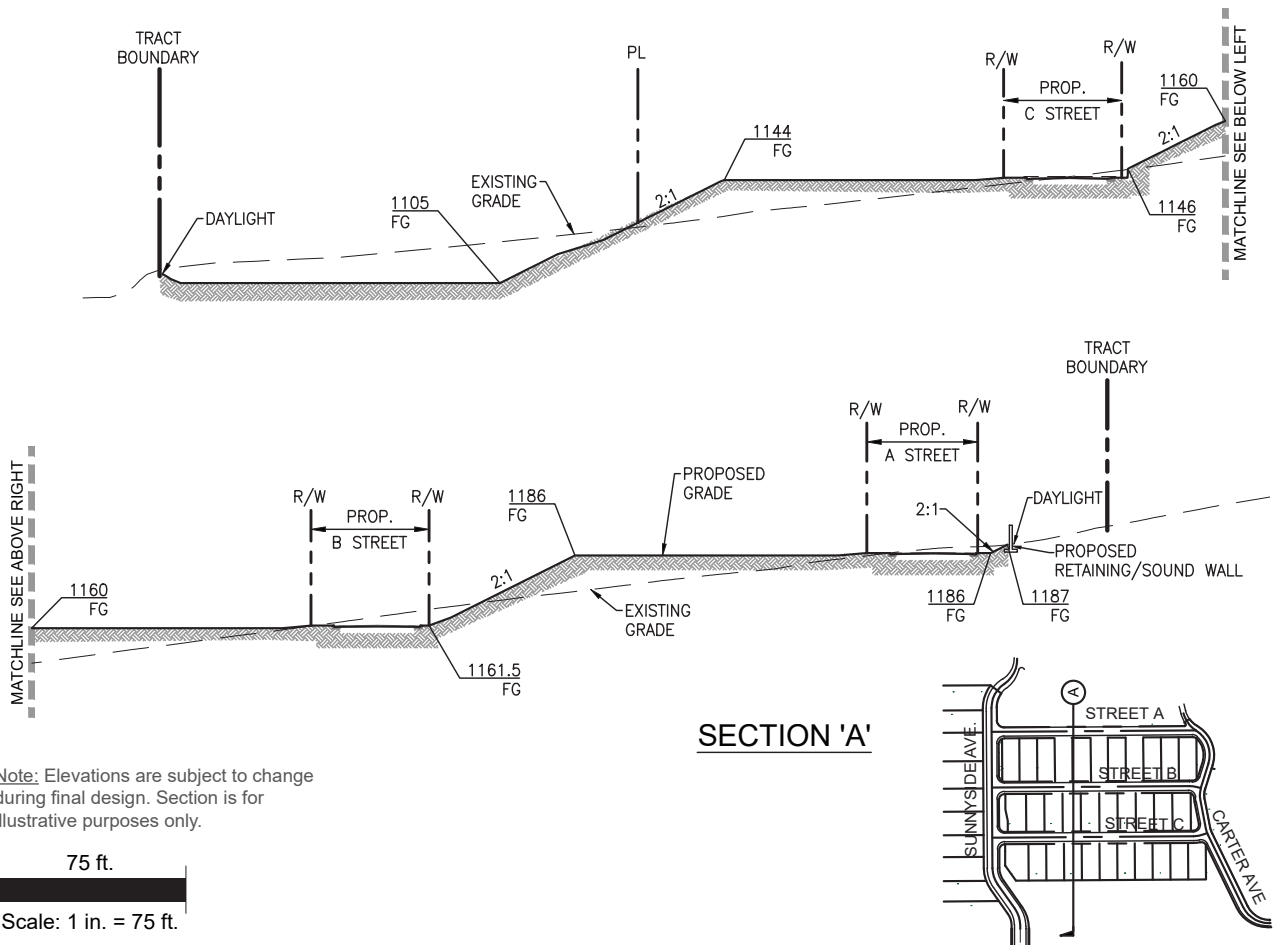 TRACT
BOUNDARY
PL
R/W
R/W
PROP.
C STREET
1160
FG
2:1
MATCHLINE SEE BELOW LEFT
1144
FG
EXISTING
GRADE
2:1
1105
FG
DAYLIGHT
1146
FG
TRACT
BOUNDARY
R/W
R/W
PROP.
A STREET
MATCHLINE SEE ABOVE RIGHT
R/W
R/W
PROP.
B STREET
1186
FG
PROPOSED
GRADE
2:1
DAYLIGHT
PROPOSED
RETAINING/SOUND WALL
2:1
1160
FG
EXISTING
GRADE
1186
FG
1187
FG
1161.5
FG
SECTION 'A'
A
STREET A
STREET B
STREET C
SUNNYSIDE AVE.
CARTER AVE
Note: Elevations are subject to change
during final design. Section is for
llustrative purposes only.
75 ft.
Scale: 1 in. = 75 ft.